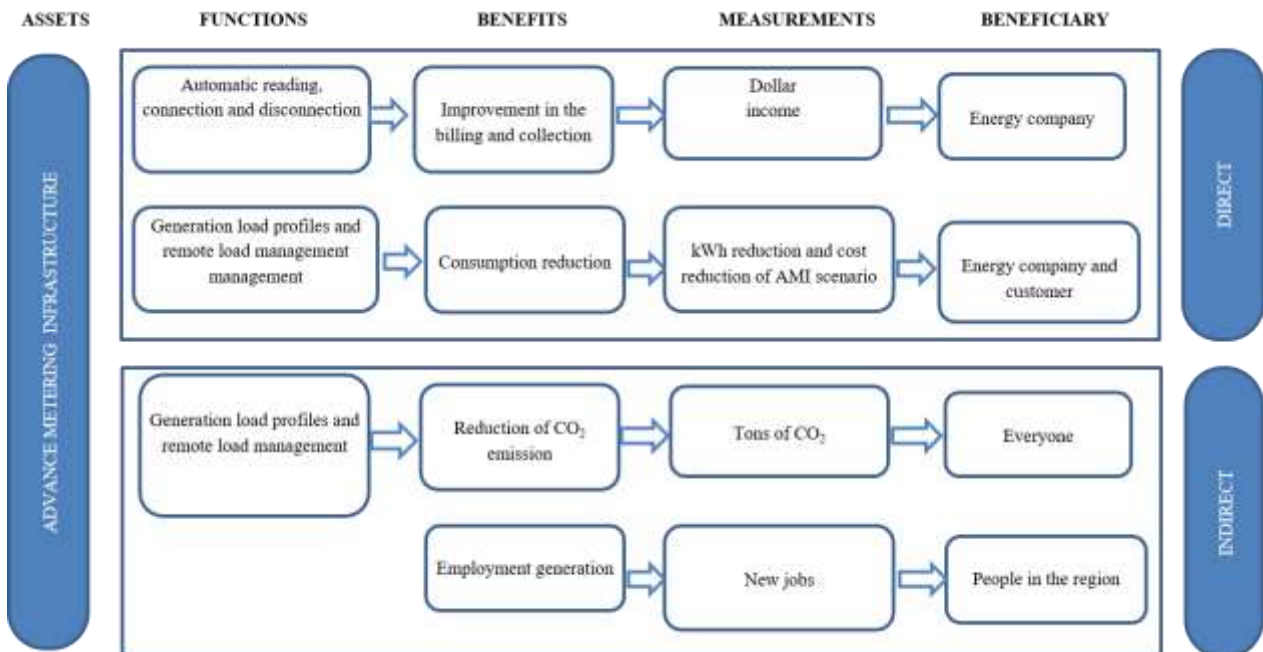 ASSETS
FUNCTIONS
BENEFITS
MEASUREMENTS
BENEFICIARY
ADVANCE METERING INFRASTRUCTURE
Automatic reading,
connection and disconnection
Improvement in the
billing and collection
Dollar
income
Energy company
Generation load profiles and
remote load management
management
Consumption reduction
kWh reduction and cost
reduction of AMI scenario
Energy company and
customer
DIRECT
Generation load profiles and
remote load management
Reduction of CO₂
emission
Tons of CO₂
Everyone
Employment generation
New jobs
People in the region
INDIRECT